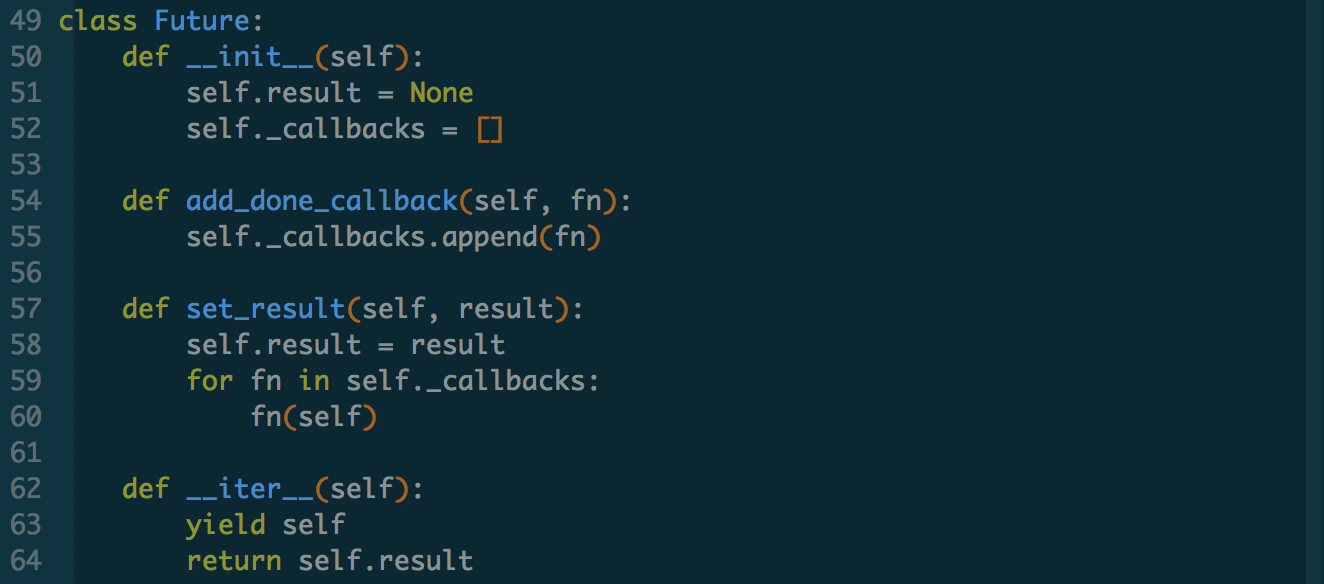 49 class Future:
50     def __init__(self):
51         self.result = None
52         self._callbacks = []
53
54     def add_done_callback(self, fn):
55         self._callbacks.append(fn)
56
57     def set_result(self, result):
58         self.result = result
59         for fn in self._callbacks:
60             fn(self)
61
62     def __iter__(self):
63         yield self
64         return self.result